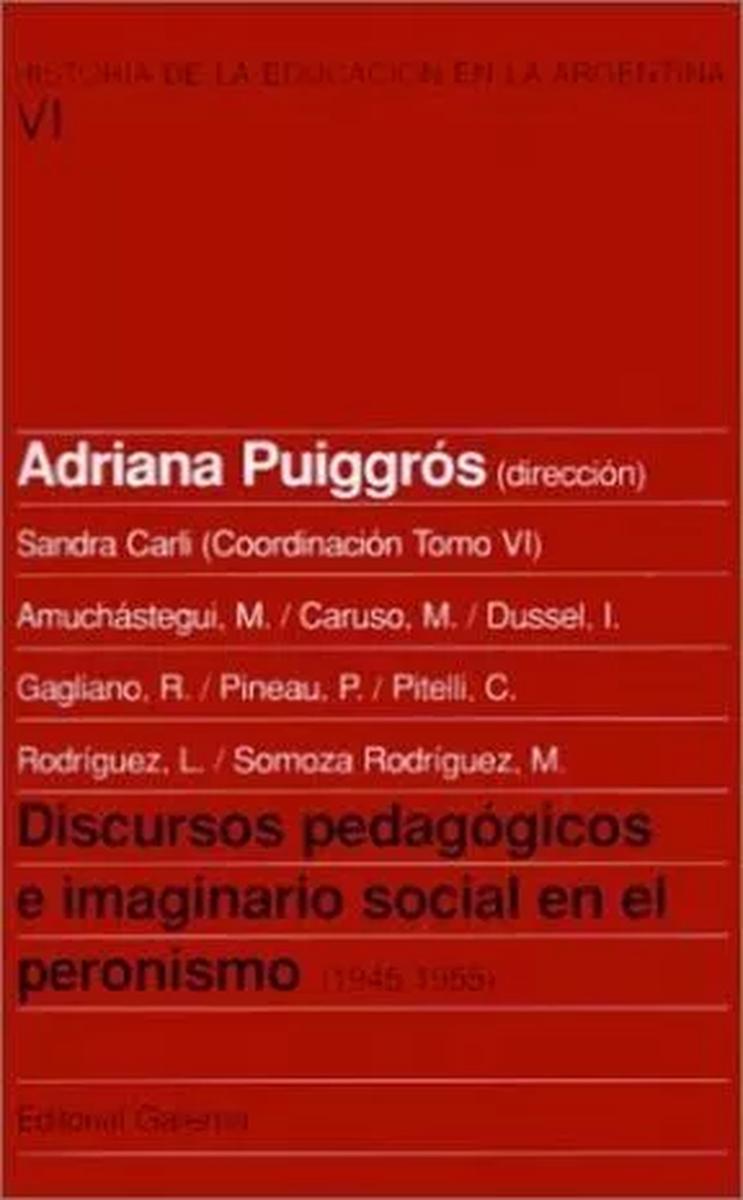 HISTORIA DE LA EDUCACION EN LA ARGENTINA
VI
Adriana Puiggrós (dirección)
Sandra Carli (Coordinación Tomo VI)
Amuchástegui, M. / Caruso, M. / Dussel, I.
Gagliano, R. / Pineau, P. / Pitelli, C.
Rodríguez, L. / Somoza Rodríguez, M.
Discursos pedagógicos
e imaginario social en el
peronismo (1945 1955)
Editorial Galerna